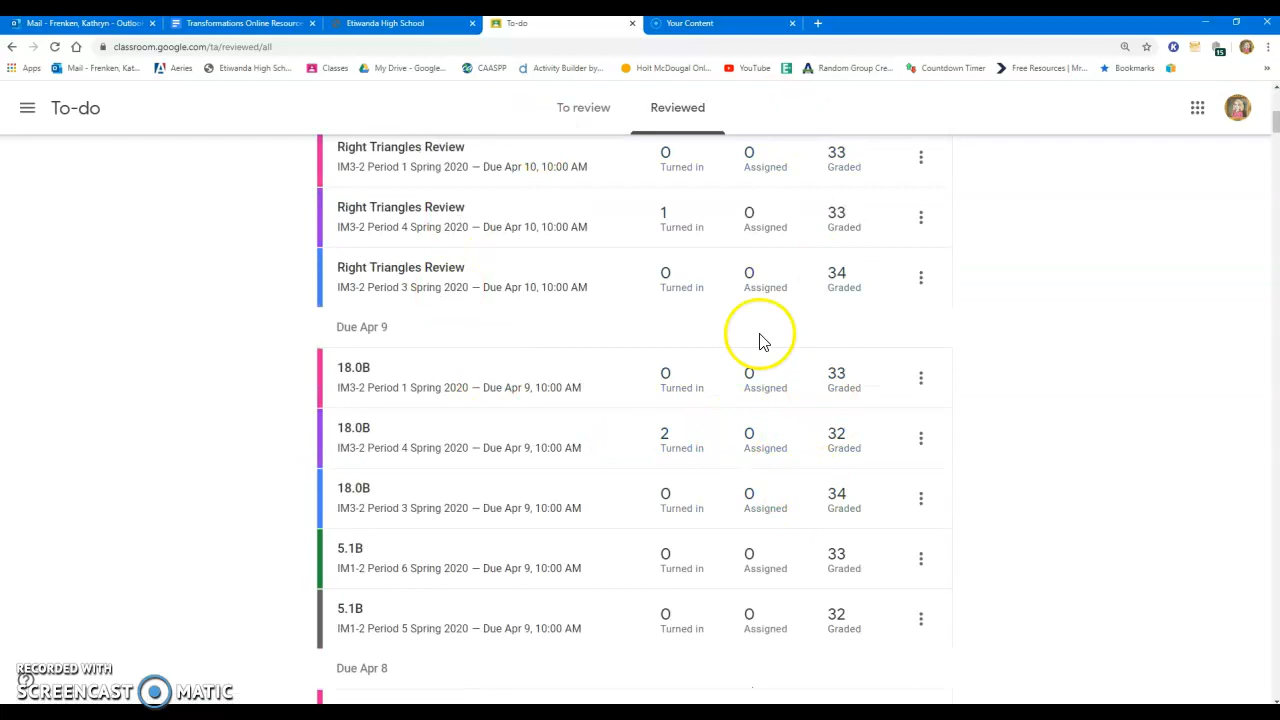 Mail - Frenken, Kathryn - Outloo
Transformations Online Resourc
Etiwanda High School
To-do
Your Content
classroom.google.com/ta/reviewed/all
15
Apps
Mail - Frenken, Kat...
Aeries
Etiwanda High Sch...
Classes
My Drive - Google...
CAASPP
Activity Builder by...
Holt McDougal Onl...
YouTube
Random Group Cre...
Countdown Timer
Free Resources | Mr...
Bookmarks
To-do
To review
Reviewed
Right Triangles Review
IM3-2 Period 1 Spring 2020 — Due Apr 10, 10:00 AM
0 0 33
Turned in Assigned Graded
Right Triangles Review
IM3-2 Period 4 Spring 2020 — Due Apr 10, 10:00 AM
1 0 33
Turned in Assigned Graded
Right Triangles Review
IM3-2 Period 3 Spring 2020 — Due Apr 10, 10:00 AM
0 0 34
Turned in Assigned Graded
Due Apr 9
18.0B
IM3-2 Period 1 Spring 2020 — Due Apr 9, 10:00 AM
0 0 33
Turned in Assigned Graded
18.0B
IM3-2 Period 4 Spring 2020 — Due Apr 9, 10:00 AM
2 0 32
Turned in Assigned Graded
18.0B
IM3-2 Period 3 Spring 2020 — Due Apr 9, 10:00 AM
0 0 34
Turned in Assigned Graded
5.1B
IM1-2 Period 6 Spring 2020 — Due Apr 9, 10:00 AM
0 0 33
Turned in Assigned Graded
5.1B
IM1-2 Period 5 Spring 2020 — Due Apr 9, 10:00 AM
0 0 32
Turned in Assigned Graded
Due Apr 8
RECORDED WITH
SCREENCAST MATIC